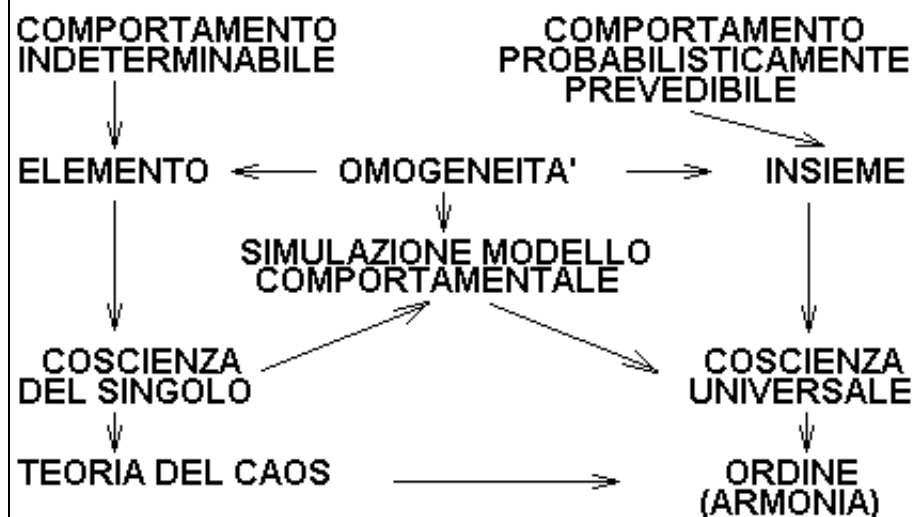 COMPORTAMENTO
INDETERMINABILE
COMPORTAMENTO
PROBABILISTICAMENTE
PREVEDIBILE
ELEMENTO
OMOGENEITA'
INSIEME
SIMULAZIONE MODELLO
COMPORTAMENTALE
COSCIENZA
DEL SINGOLO
COSCIENZA
UNIVERSALE
TEORIA DEL CAOS
ORDINE
(ARMONIA)